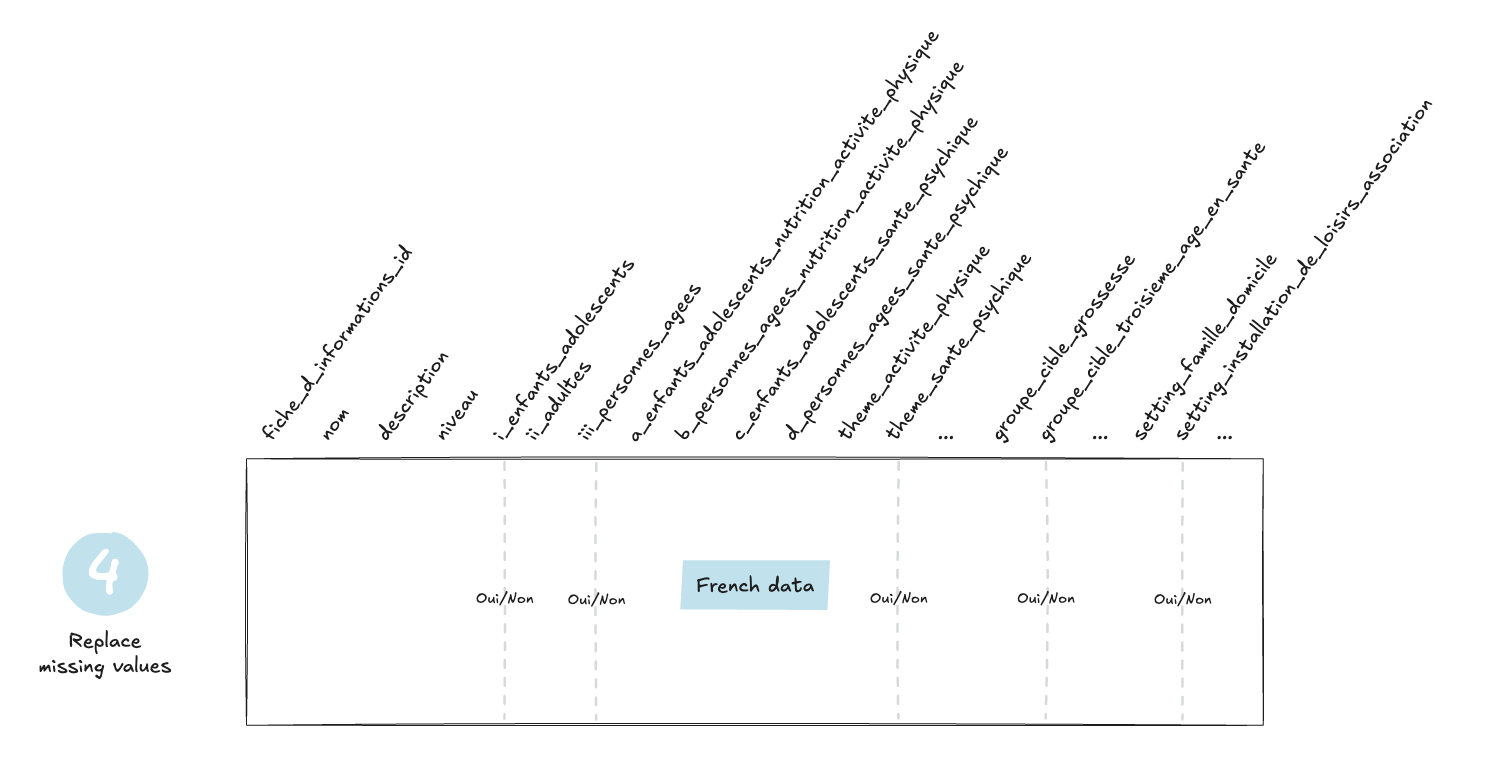 fiche_d_informations_id
nom
description
niveau
i_enfants_adolescents
ii_adultes
iii_personnes_agees
a_enfants_adolescents_nutrition_activite_physique
b_personnes_agees_nutrition_activite_physique
c_enfants_adolescents_sante_psychique
d_personnes_agees_sante_psychique
theme_activite_physique
theme_sante_psychique
...
groupe_cible_grossesse
groupe_cible_troisieme_age_en_sante
...
setting_famille_domicile
setting_installation_de_loisirs_association
...
4
Replace
missing values
Oui/Non
Oui/Non
French data
Oui/Non
Oui/Non
Oui/Non